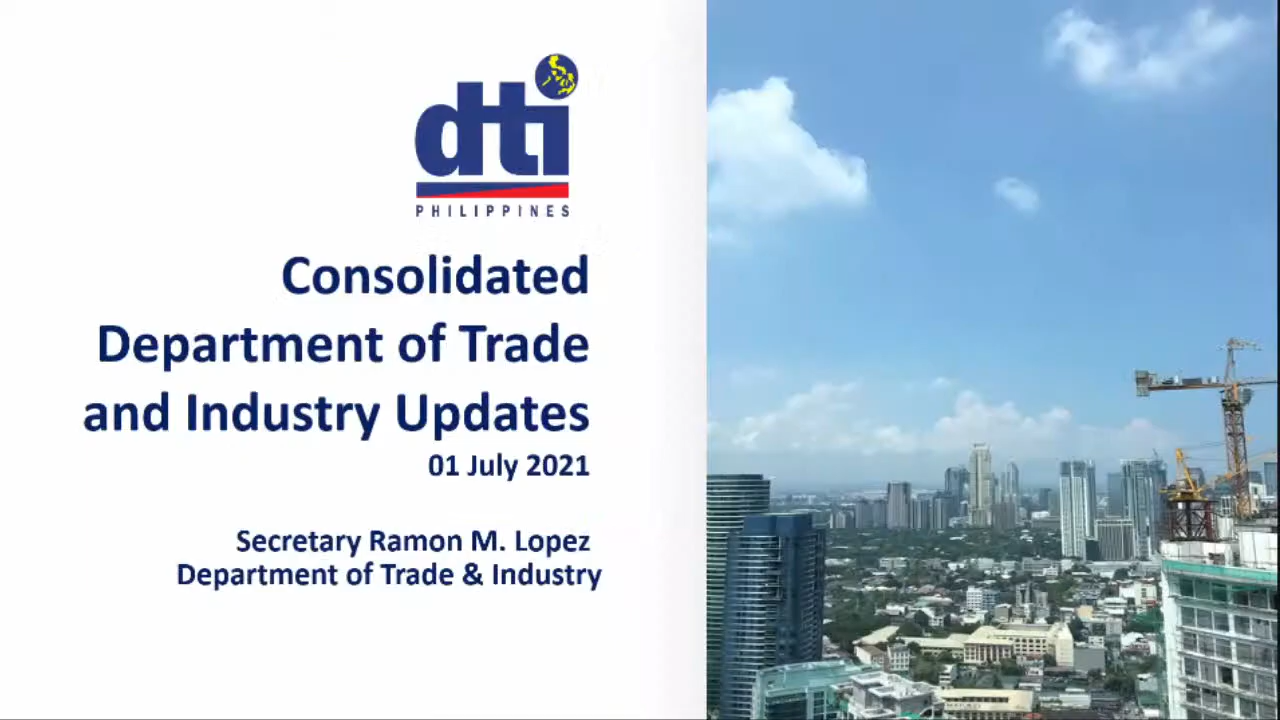 dti
PHILIPPINES
Consolidated
Department of Trade
and Industry Updates
01 July 2021
Secretary Ramon M. Lopez
Department of Trade & Industry